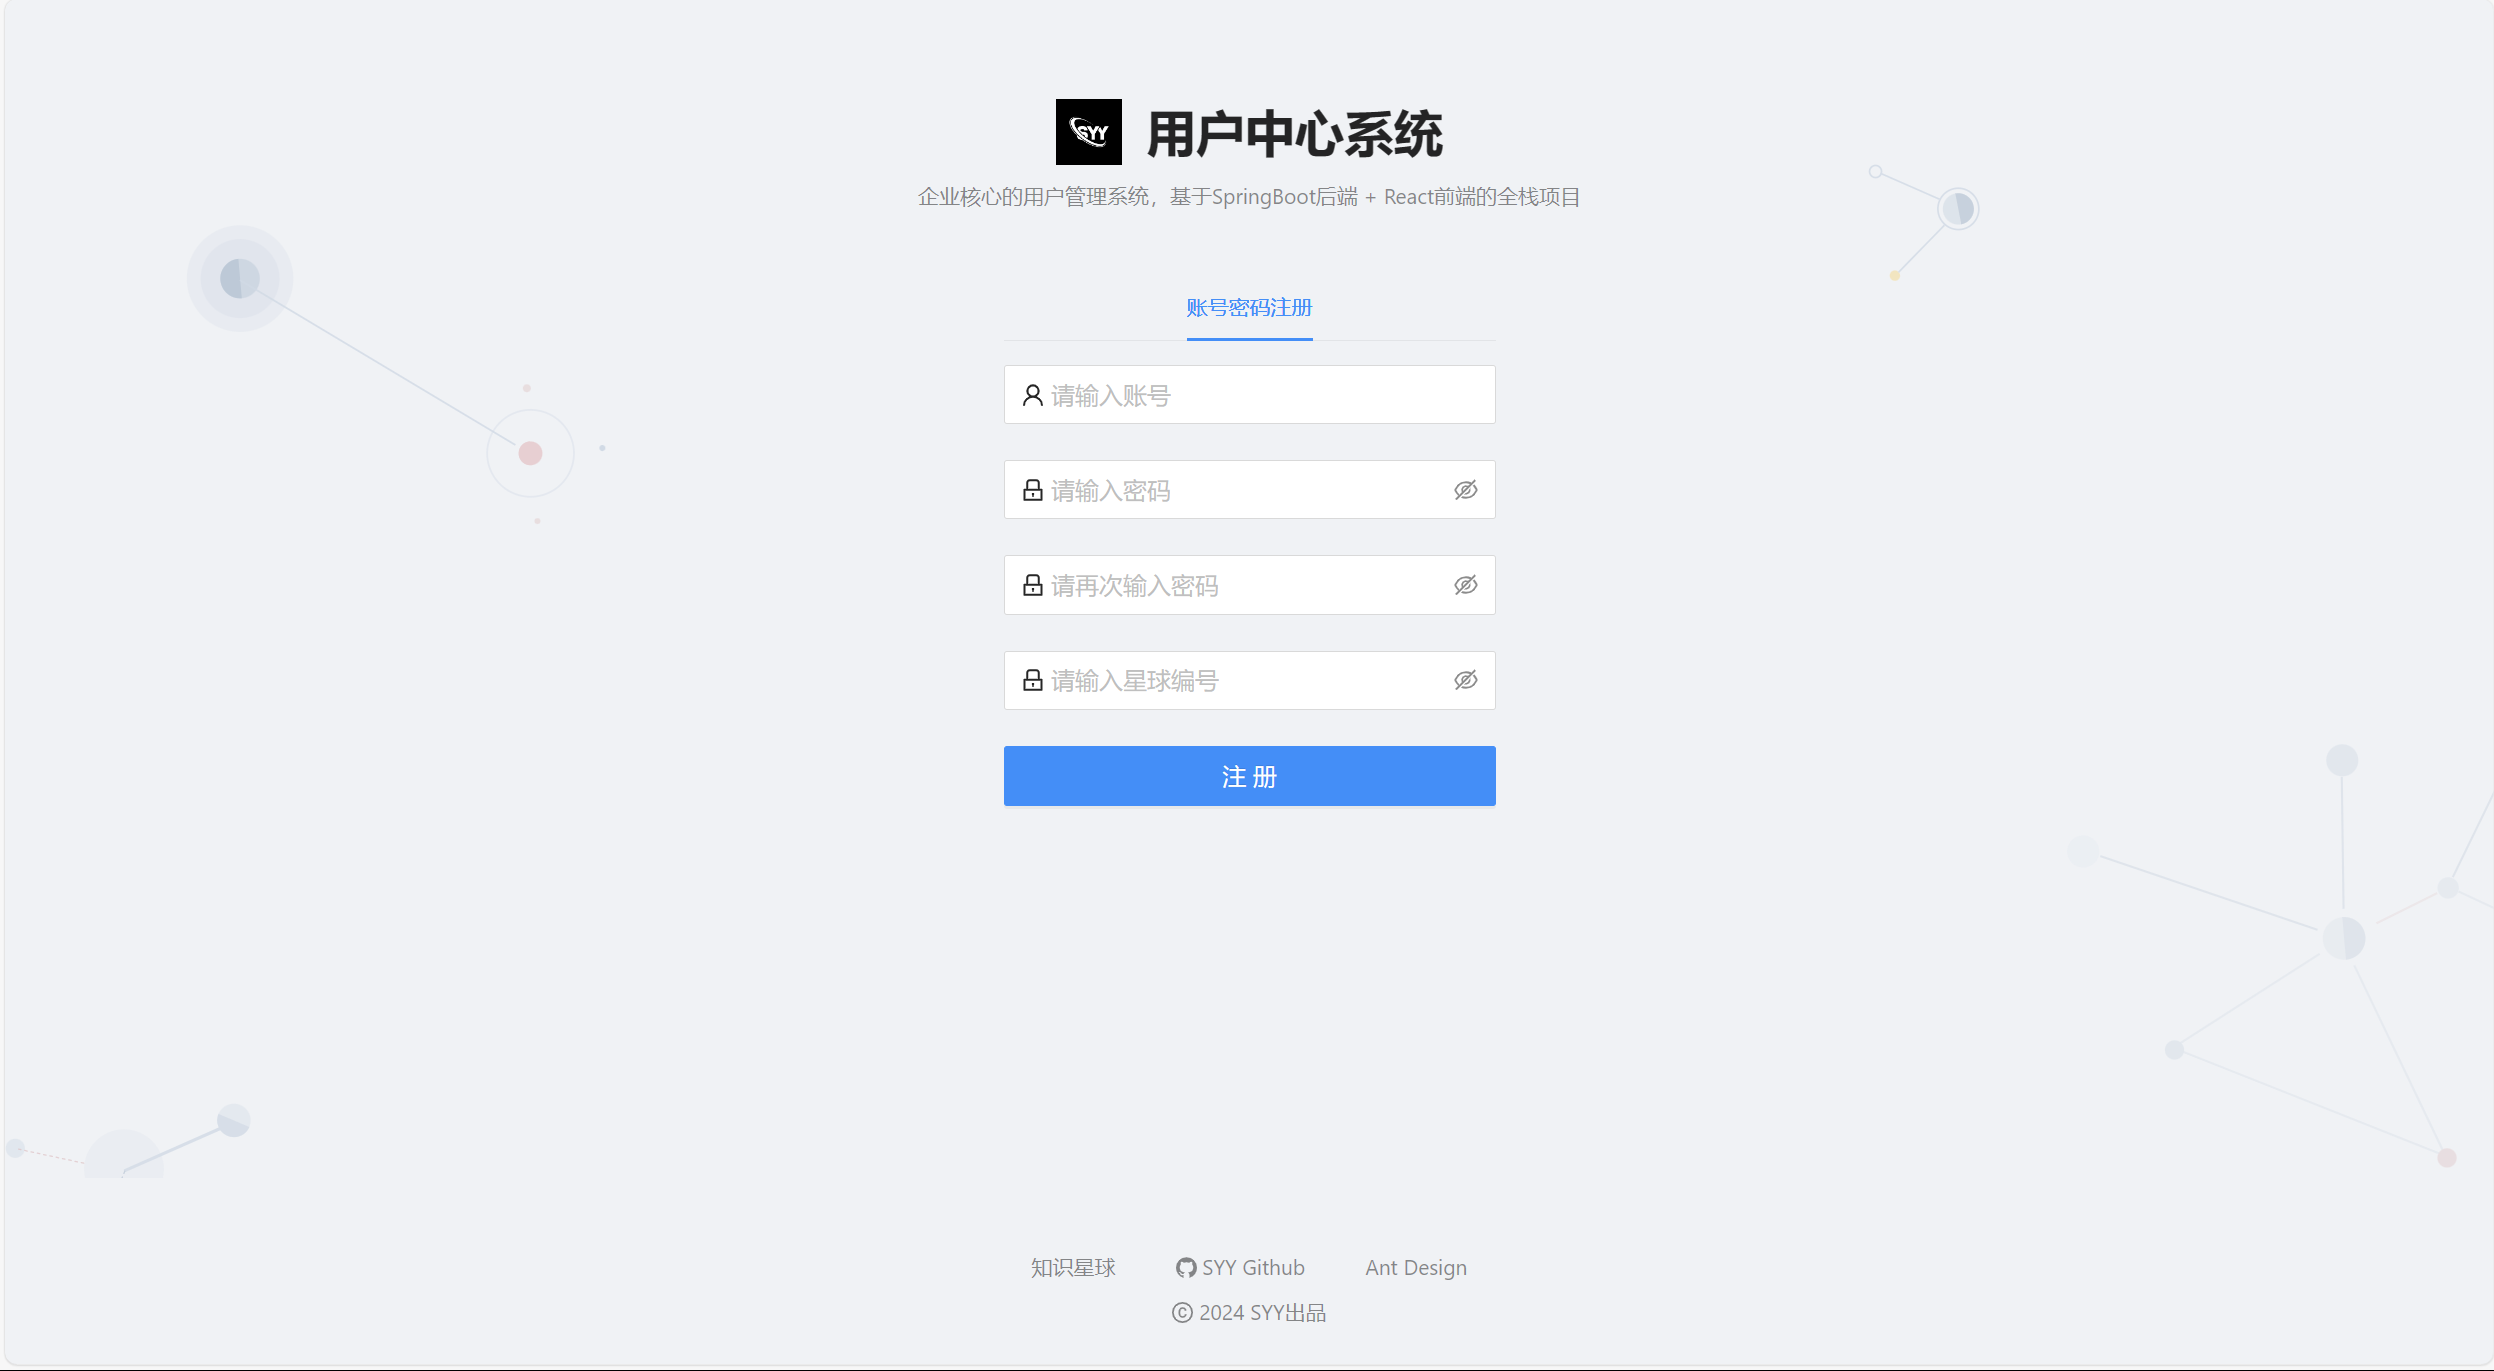 SYY 用户中心系统
企业核心的用户管理系统，基于SpringBoot后端 + React前端的全栈项目
账号密码注册
请输入账号
请输入密码
请再次输入密码
请输入星球编号
注 册
知识星球 SYY Github Ant Design
© 2024 SYY出品